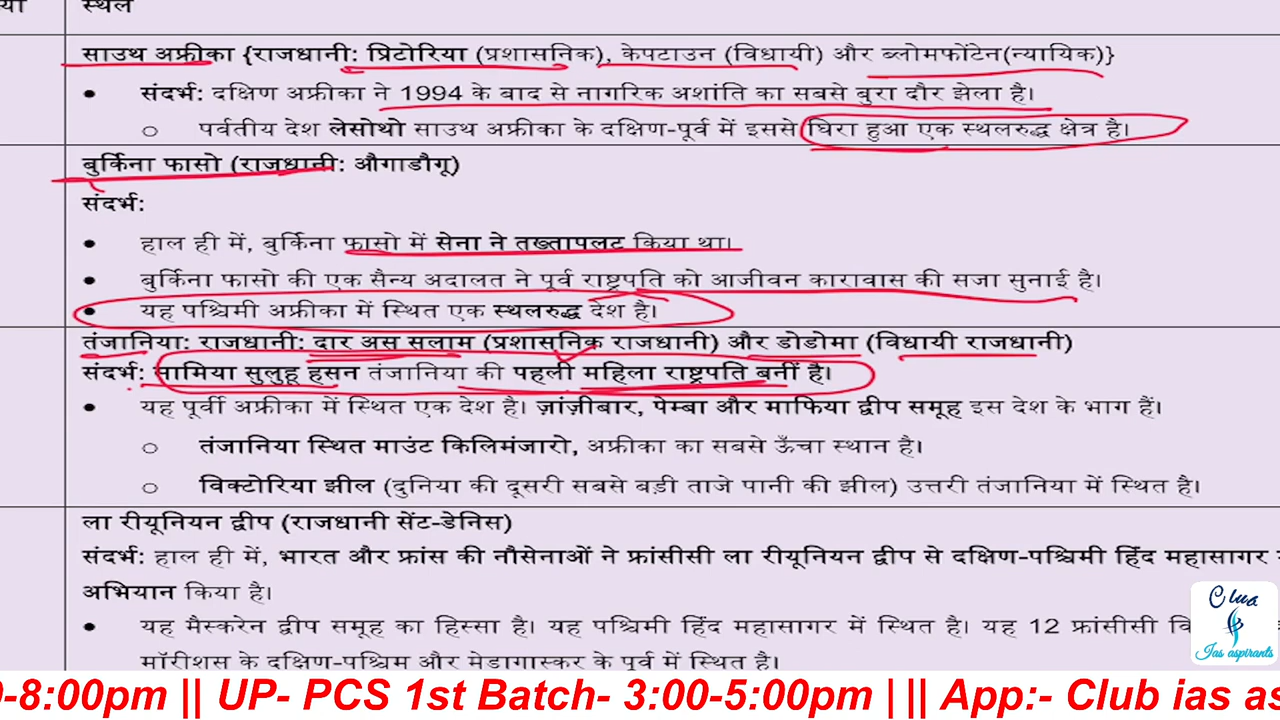 स्थल
साउथ अफ्रीका {राजधानी: प्रिटोरिया (प्रशासनिक), केपटाउन (विधायी) और ब्लोमफोंटेन(न्यायिक)}
• संदर्भ: दक्षिण अफ्रीका ने 1994 के बाद से नागरिक अशांति का सबसे बुरा दौर झेला है।
○ पर्वतीय देश लेसोथो साउथ अफ्रीका के दक्षिण-पूर्व में इससे घिरा हुआ एक स्थलरुद्ध क्षेत्र है।
बुर्किना फासो (राजधानी: औगाडौगू)
संदर्भ:
• हाल ही में, बुर्किना फासो में सेना ने तख्तापलट किया था।
• बुर्किना फासो की एक सैन्य अदालत ने पूर्व राष्ट्रपति को आजीवन कारावास की सजा सुनाई है।
• यह पश्चिमी अफ्रीका में स्थित एक स्थलरुद्ध देश है।
तंजानिया: राजधानी: दार अस सलाम (प्रशासनिक राजधानी) और डोडोमा (विधायी राजधानी)
संदर्भ: सामिया सुलुहू हसन तंजानिया की पहली महिला राष्ट्रपति बनीं है।
• यह पूर्वी अफ्रीका में स्थित एक देश है। ज़ांज़ीबार, पेम्बा और माफिया द्वीप समूह इस देश के भाग हैं।
○ तंजानिया स्थित माउंट किलिमंजारो, अफ्रीका का सबसे ऊँचा स्थान है।
○ विक्टोरिया झील (दुनिया की दूसरी सबसे बड़ी ताजे पानी की झील) उत्तरी तंजानिया में स्थित है।
ला रीयूनियन द्वीप (राजधानी सेंट-डेनिस)
संदर्भ: हाल ही में, भारत और फ्रांस की नौसेनाओं ने फ्रांसीसी ला रीयूनियन द्वीप से दक्षिण-पश्चिमी हिंद महासागर
अभियान किया है।
• यह मैस्करेन द्वीप समूह का हिस्सा है। यह पश्चिमी हिंद महासागर में स्थित है। यह 12 फ्रांसीसी
मॉरीशस के दक्षिण-पश्चिम और मेडागास्कर के पूर्व में स्थित है।
Club
Ias aspirants
0-8:00pm || UP- PCS 1st Batch- 3:00-5:00pm | || App:- Club ias as